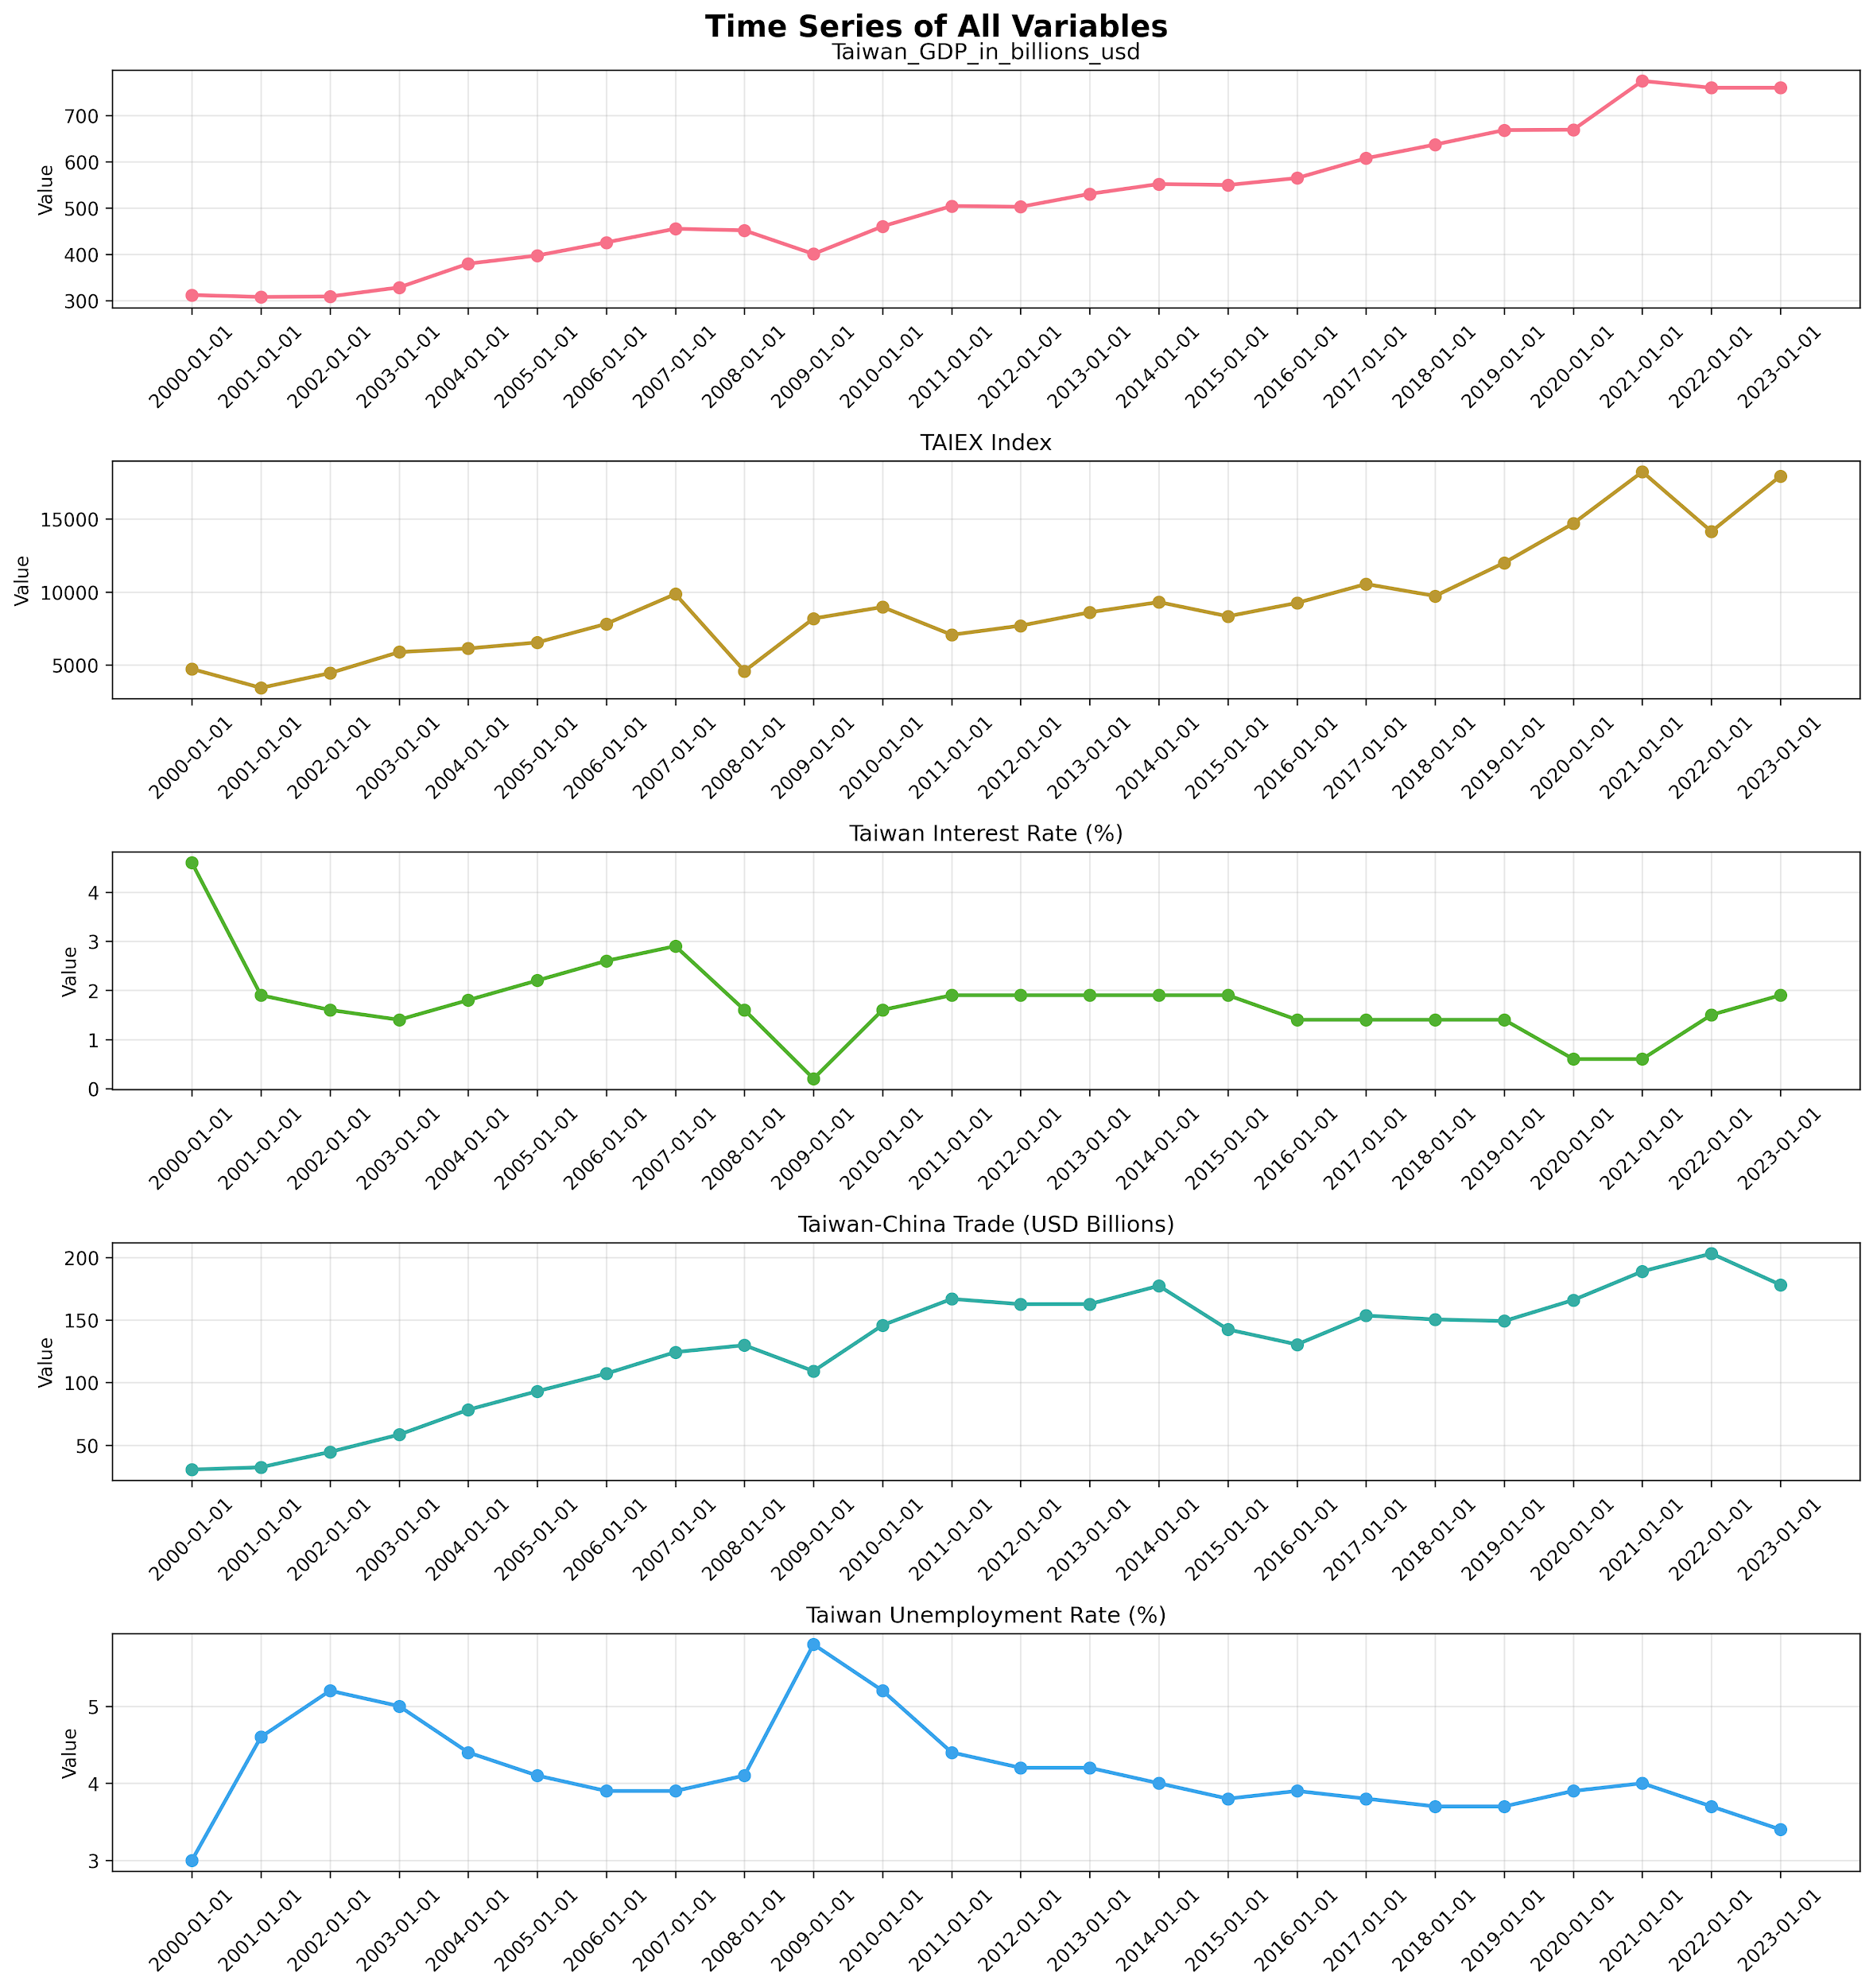 Time Series of All Variables
Taiwan_GDP_in_billions_usd
Value
700
600
500
400
300
2000-01-01 2001-01-01 2002-01-01 2003-01-01 2004-01-01 2005-01-01 2006-01-01 2007-01-01 2008-01-01 2009-01-01 2010-01-01 2011-01-01 2012-01-01 2013-01-01 2014-01-01 2015-01-01 2016-01-01 2017-01-01 2018-01-01 2019-01-01 2020-01-01 2021-01-01 2022-01-01 2023-01-01
TAIEX Index
Value
15000
10000
5000
2000-01-01 2001-01-01 2002-01-01 2003-01-01 2004-01-01 2005-01-01 2006-01-01 2007-01-01 2008-01-01 2009-01-01 2010-01-01 2011-01-01 2012-01-01 2013-01-01 2014-01-01 2015-01-01 2016-01-01 2017-01-01 2018-01-01 2019-01-01 2020-01-01 2021-01-01 2022-01-01 2023-01-01
Taiwan Interest Rate (%)
Value
4
3
2
1
0
2000-01-01 2001-01-01 2002-01-01 2003-01-01 2004-01-01 2005-01-01 2006-01-01 2007-01-01 2008-01-01 2009-01-01 2010-01-01 2011-01-01 2012-01-01 2013-01-01 2014-01-01 2015-01-01 2016-01-01 2017-01-01 2018-01-01 2019-01-01 2020-01-01 2021-01-01 2022-01-01 2023-01-01
Taiwan-China Trade (USD Billions)
Value
200
150
100
50
2000-01-01 2001-01-01 2002-01-01 2003-01-01 2004-01-01 2005-01-01 2006-01-01 2007-01-01 2008-01-01 2009-01-01 2010-01-01 2011-01-01 2012-01-01 2013-01-01 2014-01-01 2015-01-01 2016-01-01 2017-01-01 2018-01-01 2019-01-01 2020-01-01 2021-01-01 2022-01-01 2023-01-01
Taiwan Unemployment Rate (%)
Value
5
4
3
2000-01-01 2001-01-01 2002-01-01 2003-01-01 2004-01-01 2005-01-01 2006-01-01 2007-01-01 2008-01-01 2009-01-01 2010-01-01 2011-01-01 2012-01-01 2013-01-01 2014-01-01 2015-01-01 2016-01-01 2017-01-01 2018-01-01 2019-01-01 2020-01-01 2021-01-01 2022-01-01 2023-01-01